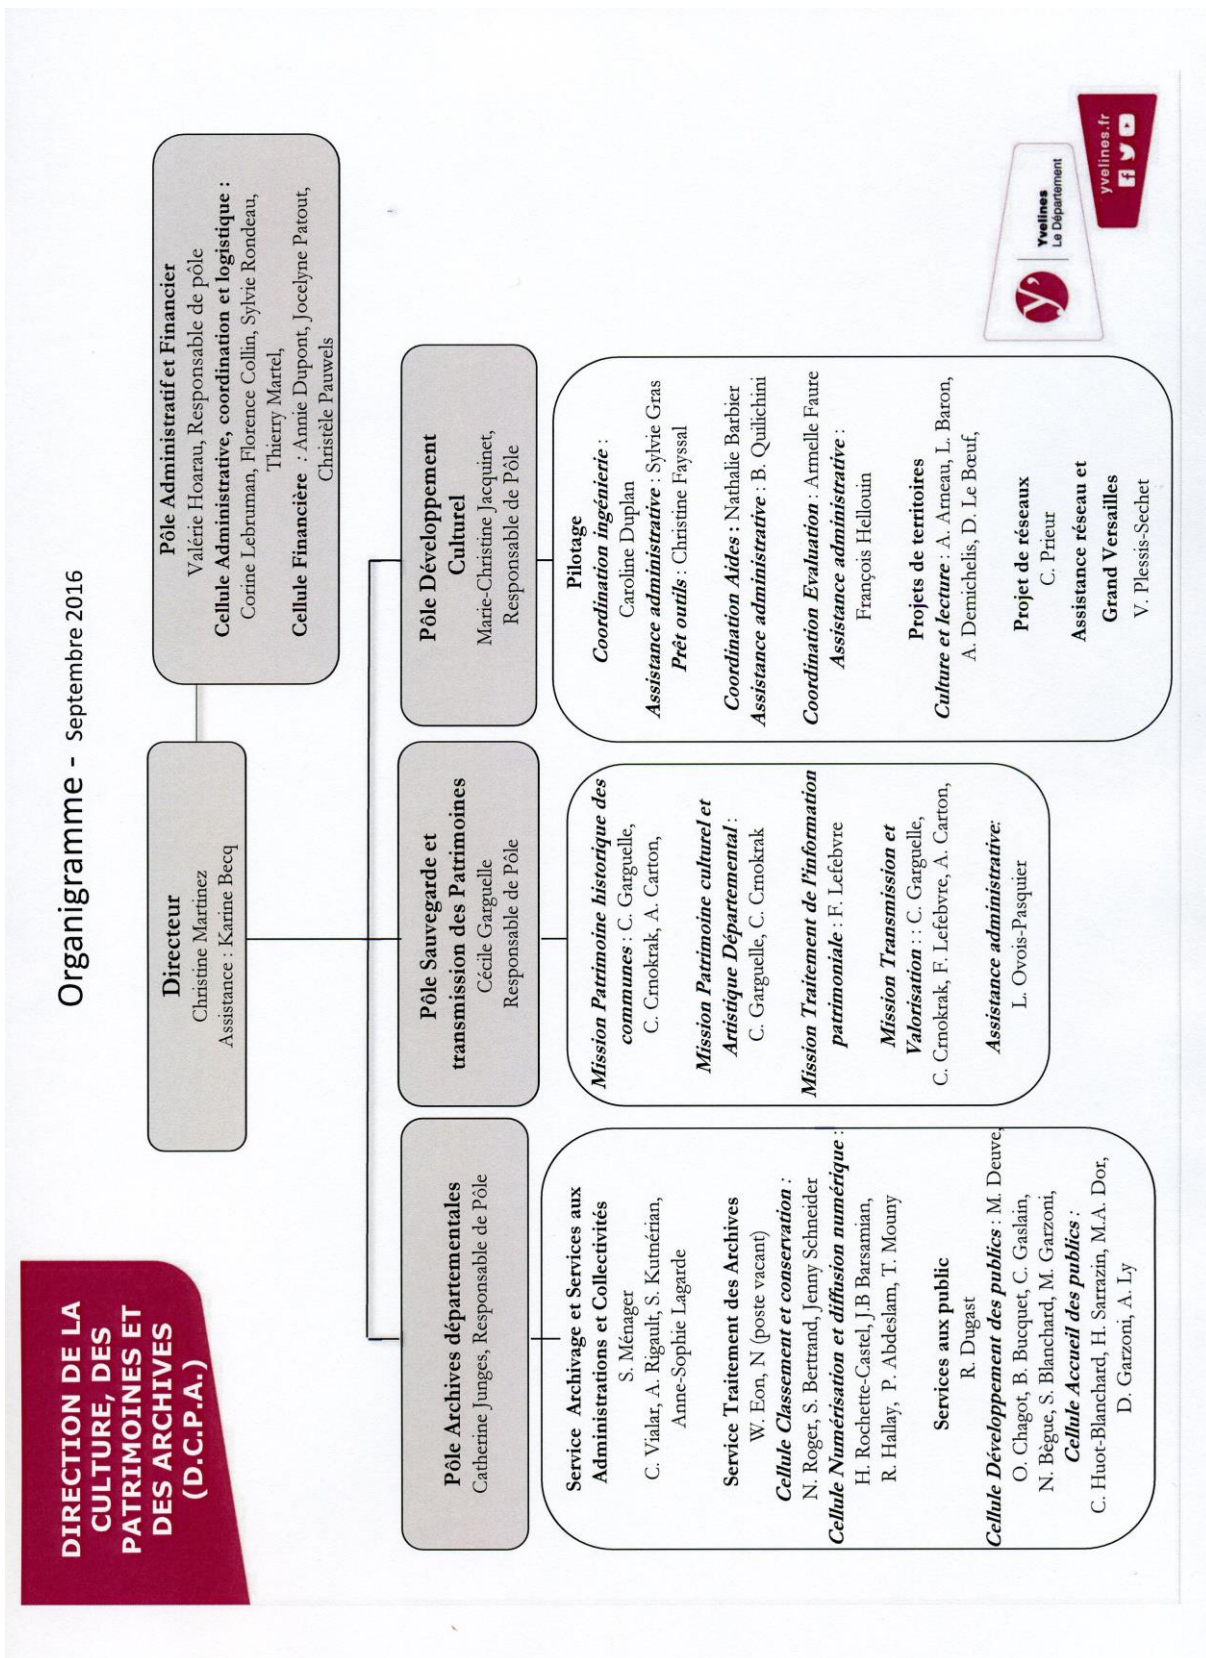 DIRECTION DE LA
CULTURE, DES
PATRIMOINES ET
DES ARCHIVES
(D.C.P.A.)
Organigramme - Septembre 2016
Directeur
Christine Martinez
Assistance : Karine Becq
Pôle Administratif et Financier
Valérie Hoarau, Responsable de pôle
Cellule Administrative, coordination et logistique :
Corine Lebruman, Florence Collin, Sylvie Rondeau,
Thierry Martel,
Cellule Financière : Annie Dupont, Jocelyne Patout,
Christèle Pauwels
Pôle Archives départementales
Catherine Junges, Responsable de Pôle
Service Archivage et Services aux
Administrations et Collectivités
S. Ménager
C. Vialar, A. Rigault, S. Kutnérian,
Anne-Sophie Lagarde
Service Traitement des Archives
W. Eon, N (poste vacant)
Cellule Classement et conservation :
N. Roger, S. Bertrand, Jenny Schneider
Cellule Numérisation et diffusion numérique :
H. Rochette-Castel, J.B Barsamian,
R. Hallay, P. Abdeslam, T. Mouny
Services aux public
R. Dugast
Cellule Développement des publics : M. Deuve,
O. Chagot, B. Bucquet, C. Gaslain,
N. Bègue, S. Blanchard, M. Garzoni,
Cellule Accueil des publics :
C. Huot-Blanchard, H. Sarrazin, M.A. Dor,
D. Garzoni, A. Ly
Pôle Sauvegarde et
transmission des Patrimoines
Cécile Garguelle
Responsable de Pôle
Mission Patrimoine historique des
communes : C. Garguelle,
C. Crnokrak, A. Carton,
Mission Patrimoine culturel et
Artistique Départemental :
C. Garguelle, C. Crnokrak
Mission Traitement de l'information
patrimoniale : F. Lefebvre
Mission Transmission et
Valorisation : : C. Garguelle,
C. Crnokrak, F. Lefebvre, A. Carton,
Assistance administrative:
L. Ovois-Pasquier
Pôle Développement
Culturel
Marie-Christine Jacquinet,
Responsable de Pôle
Pilotage
Coordination ingénierie :
Caroline Duplan
Assistance administrative : Sylvie Gras
Prêt outils : Christine Fayssal
Coordination Aides : Nathalie Barbier
Assistance administrative : B. Quilichini
Coordination Evaluation : Armelle Faure
Assistance administrative :
François Hellouin
Projets de territoires
Culture et lecture : A. Arneau, L. Baron,
A. Demichelis, D. Le Bœuf,
Projet de réseaux
C. Prieur
Assistance réseau et
Grand Versailles
V. Plessis-Sechet
Yvelines
Le Département
yvelines.fr